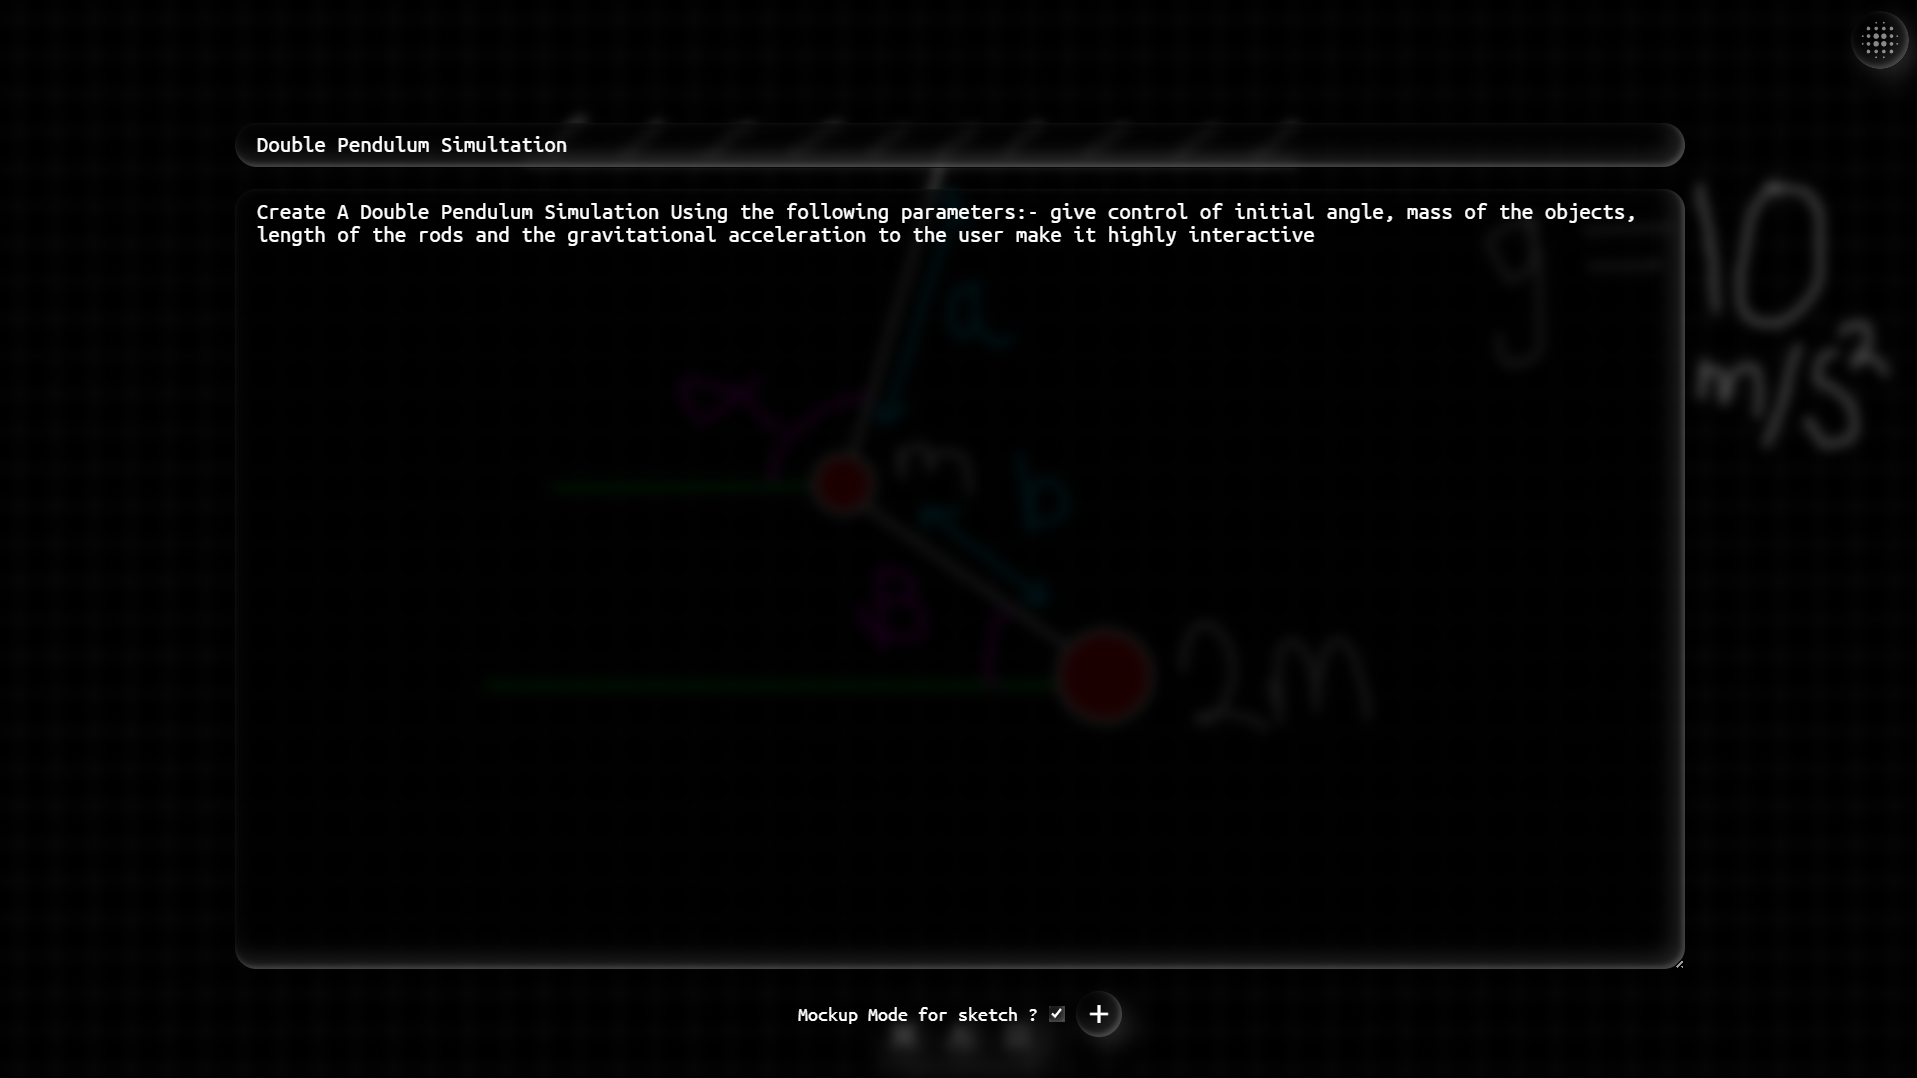 Double Pendulum Simultation
Create A Double Pendulum Simulation Using the following parameters:- give control of initial angle, mass of the objects,
length of the rods and the gravitational acceleration to the user make it highly interactive
g = 10
m/s²
a
α
m
b
β
2m
Mockup Mode for sketch ?